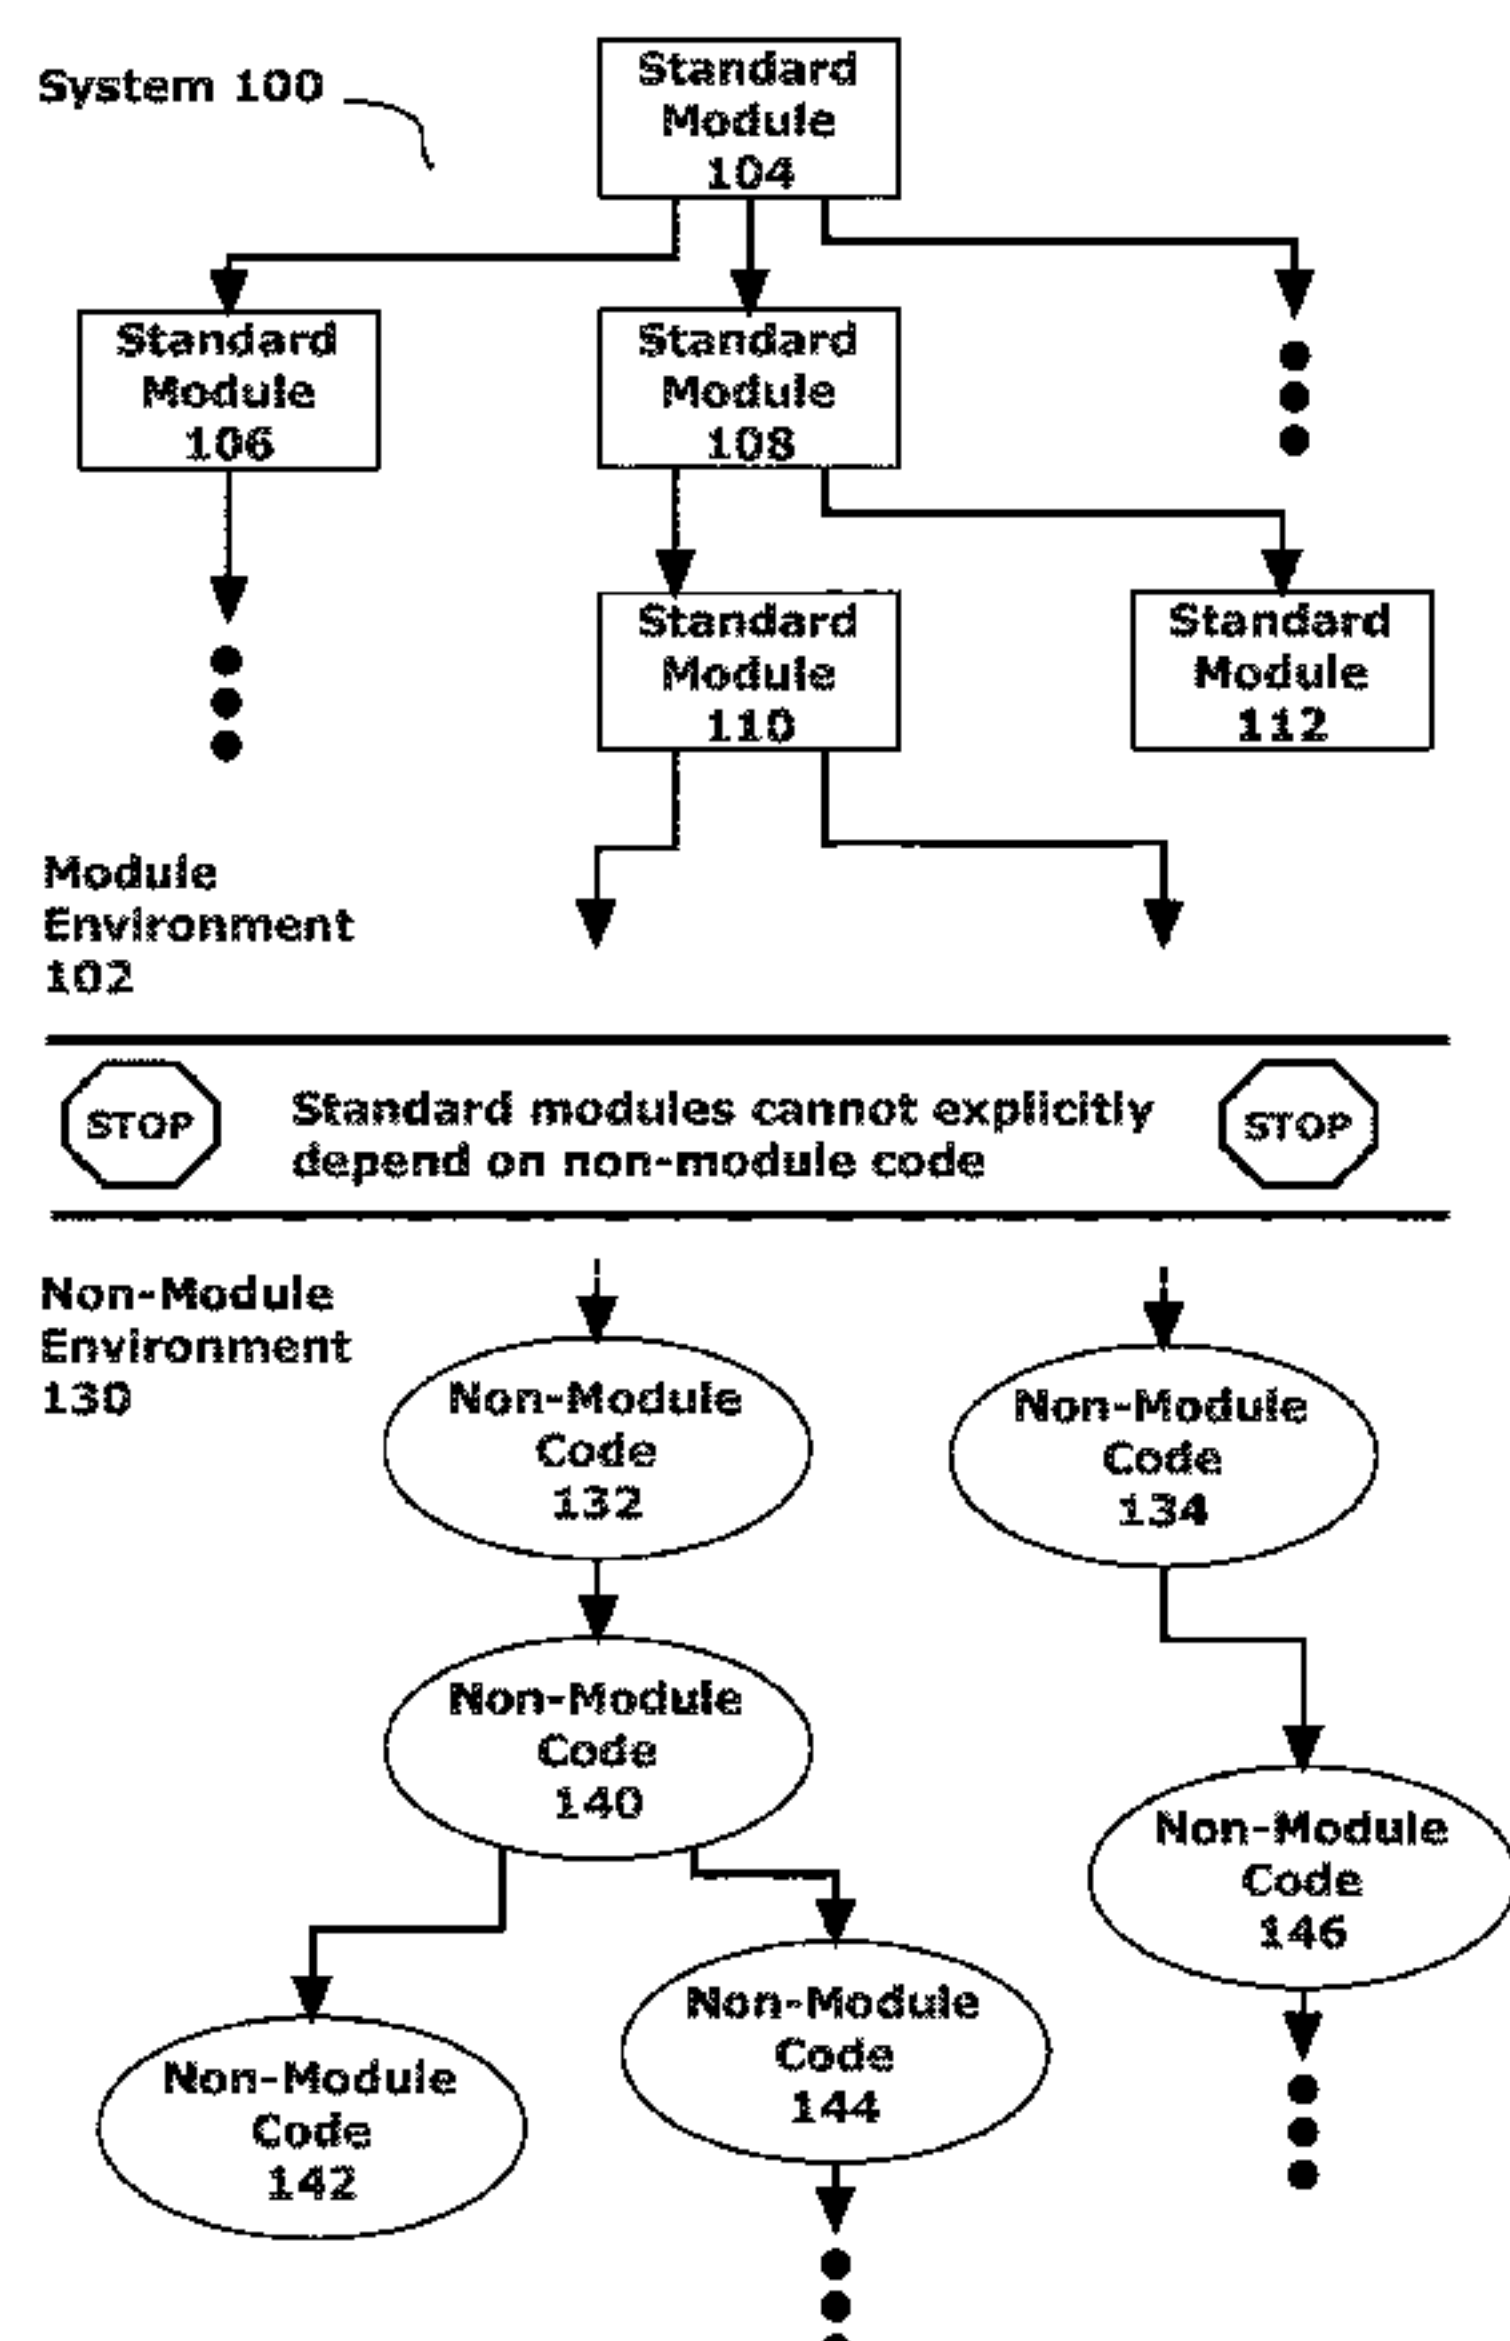 System 100
Standard
Module
104
Standard
Module
106
Standard
Module
108
Standard
Module
110
Standard
Module
112
Module
Environment
102
STOP
Standard modules cannot explicitly
depend on non-module code
STOP
Non-Module
Environment
130
Non-Module
Code
132
Non-Module
Code
134
Non-Module
Code
140
Non-Module
Code
146
Non-Module
Code
144
Non-Module
Code
142